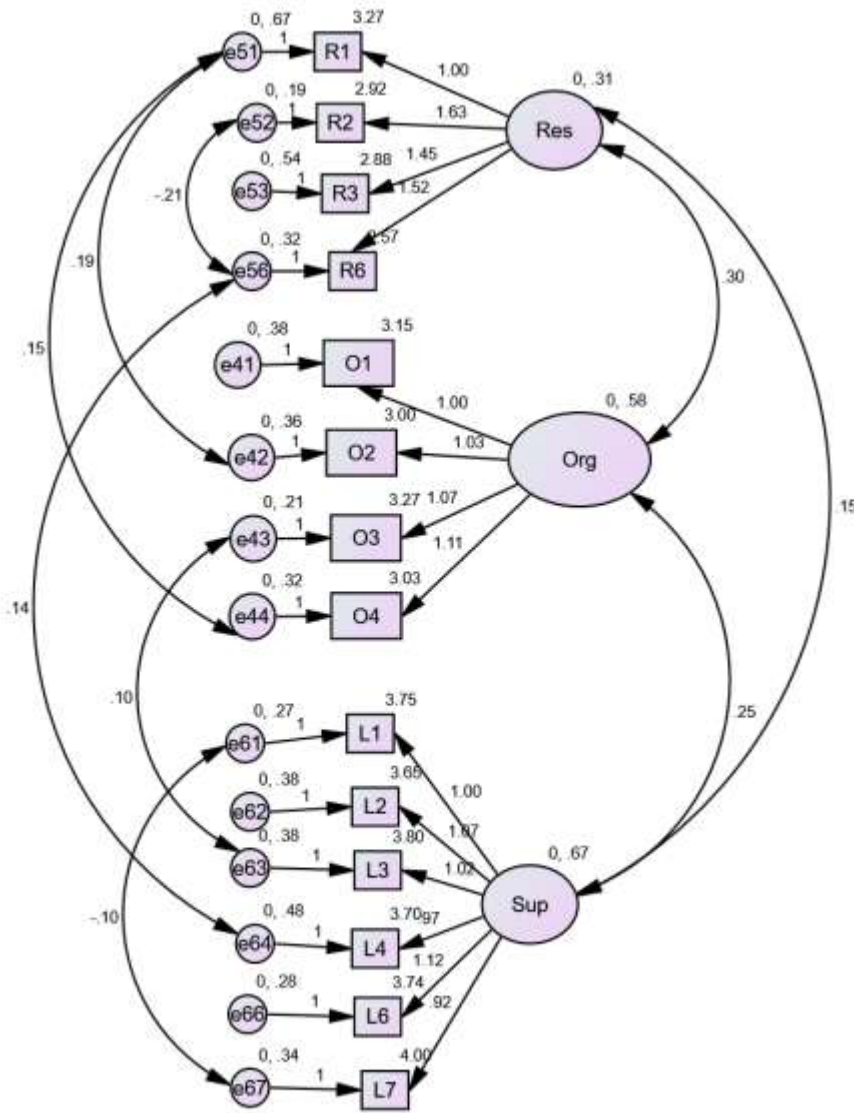 0, .67
3.27
e51
1
R1
1.00
0, .31
0, .19
2.92
e52
1
R2
1.63
Res
0, .54
2.88
1.45
e53
1
R3
1.52
-.21
0, .32
e56
1
R6
.19
.30
.15
0, .38
3.15
e41
1
O1
1.00
0, .58
0, .36
3.00
e42
1
O2
1.03
Org
0, .21
3.27
1.07
e43
1
O3
.15
1.11
0, .32
3.03
e44
1
O4
.14
.10
.25
0, .27
3.75
e61
1
L1
1.00
0, .38
3.65
e62
1
L2
1.07
0, .38
3.80
e63
1
L3
1.02
0, .67
Sup
-.10
0, .48
3.70
.97
e64
1
L4
1.12
0, .28
3.74
.92
e66
1
L6
0, .34
4.00
e67
1
L7